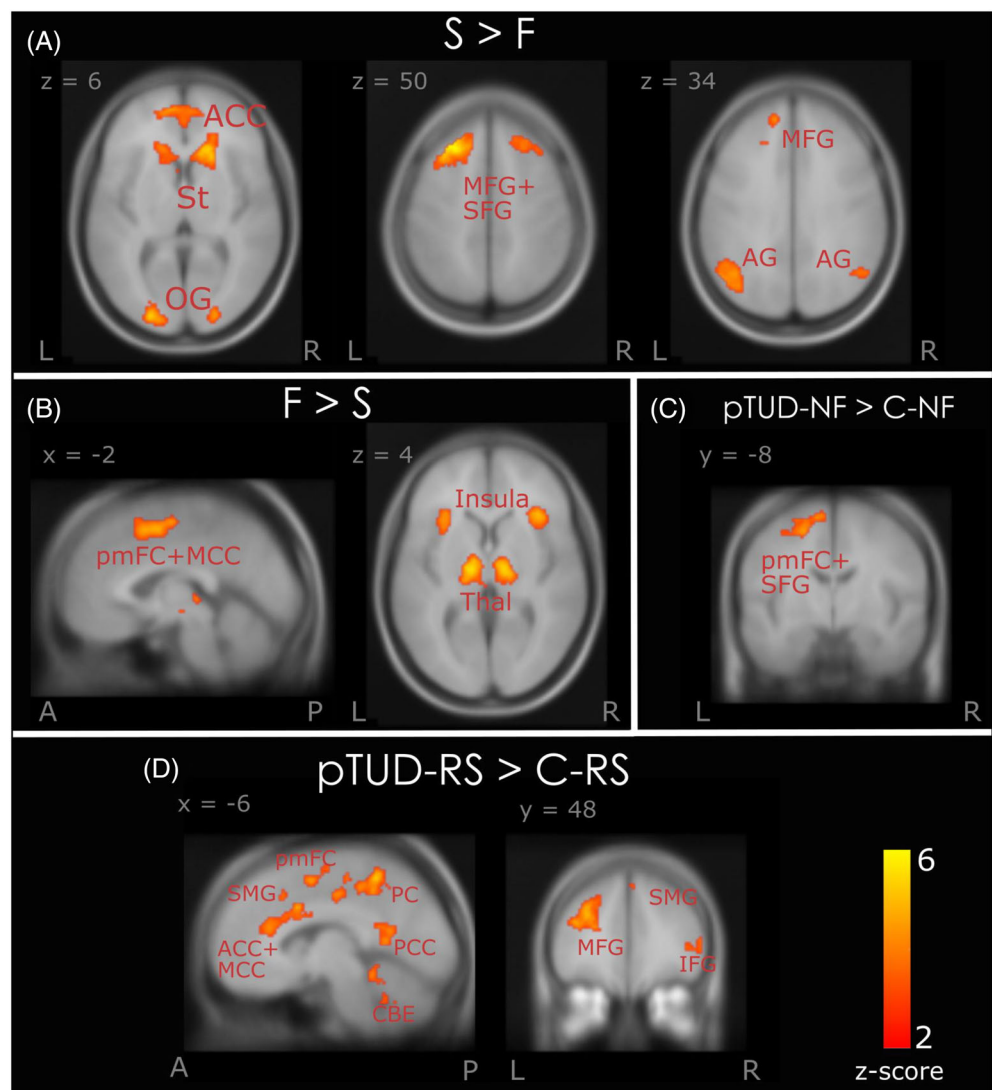 (A)
S > F
z = 6
z = 50
z = 34
ACC
St
OG
MFG+
SFG
MFG
AG
AG
L
R
L
R
L
R
(B)
F > S
x = -2
z = 4
pmFC+MCC
Insula
Thal
A
P
L
R
(C)
pTUD-NF > C-NF
y = -8
pmFC+
SFG
L
R
(D)
pTUD-RS > C-RS
x = -6
y = 48
pmFC
SMG
PC
ACC+
MCC
PCC
CBE
A
P
SMG
MFG
IFG
L
R
6
2
z-score